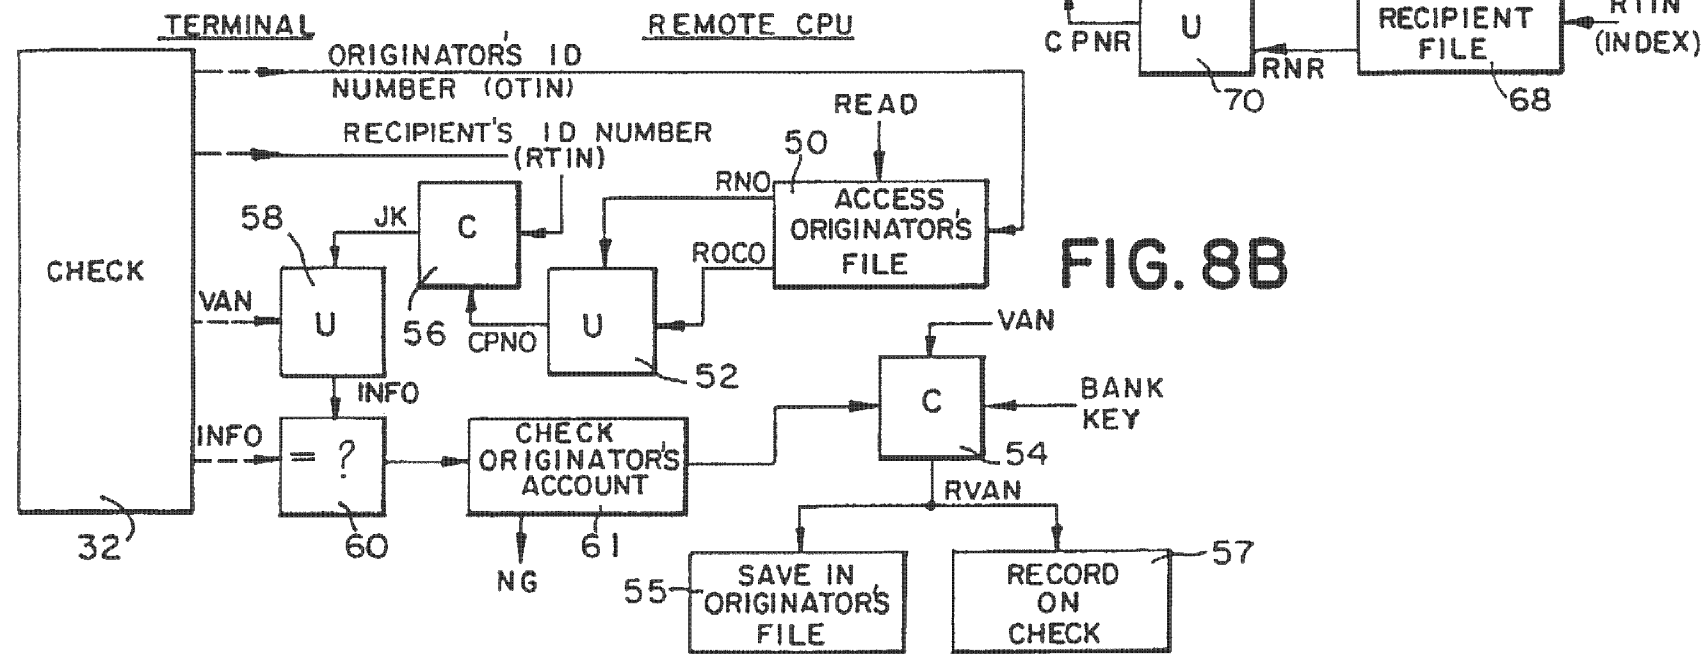 TERMINAL
REMOTE CPU
ORIGINATOR'S ID
NUMBER (OTIN)
RECIPIENT'S ID NUMBER
(RTIN)
READ
CPNR
U
70
RNR
RECIPIENT
FILE
68
RTIN
(INDEX)
CHECK
32
VAN
INFO
58
U
JK
C
56
INFO
= ?
60
CPNO
U
52
RNO
ROCO
50
ACCESS
ORIGINATOR'S
FILE
FIG. 8B
CHECK
ORIGINATOR'S
ACCOUNT
61
NG
VAN
C
54
BANK
KEY
RVAN
55
SAVE IN
ORIGINATOR'S
FILE
57
RECORD
ON
CHECK